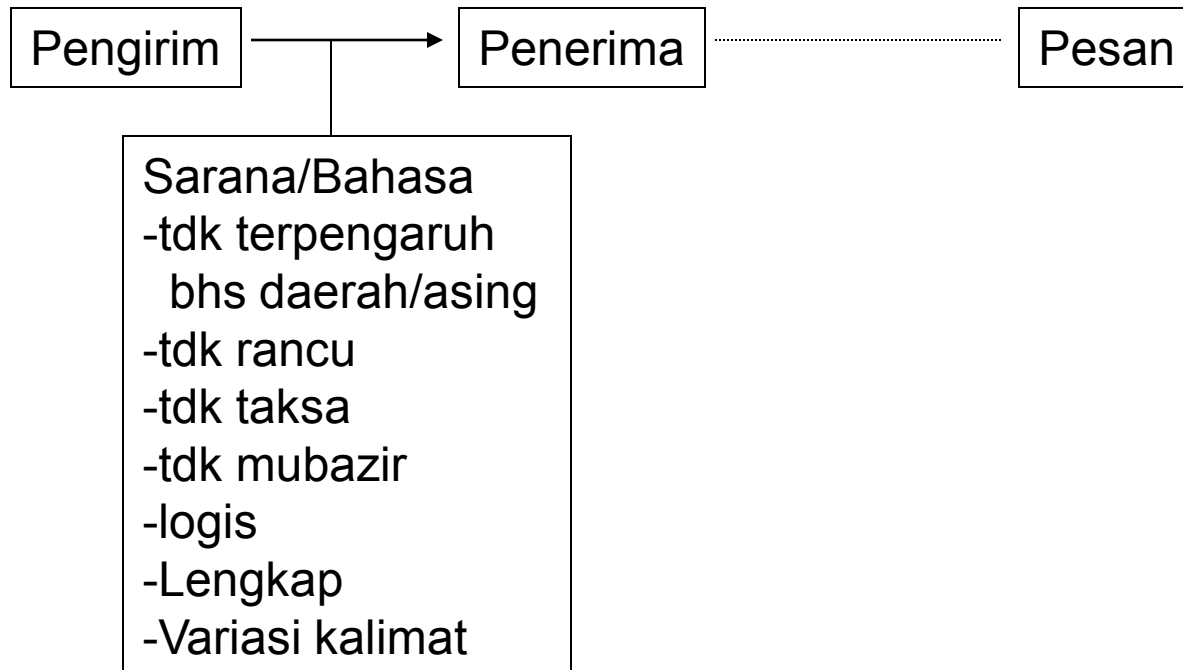 Pengirim
Penerima
Pesan
Sarana/Bahasa
-tdk terpengaruh
bhs daerah/asing
-tdk rancu
-tdk taksa
-tdk mubazir
-logis
-Lengkap
-Variasi kalimat